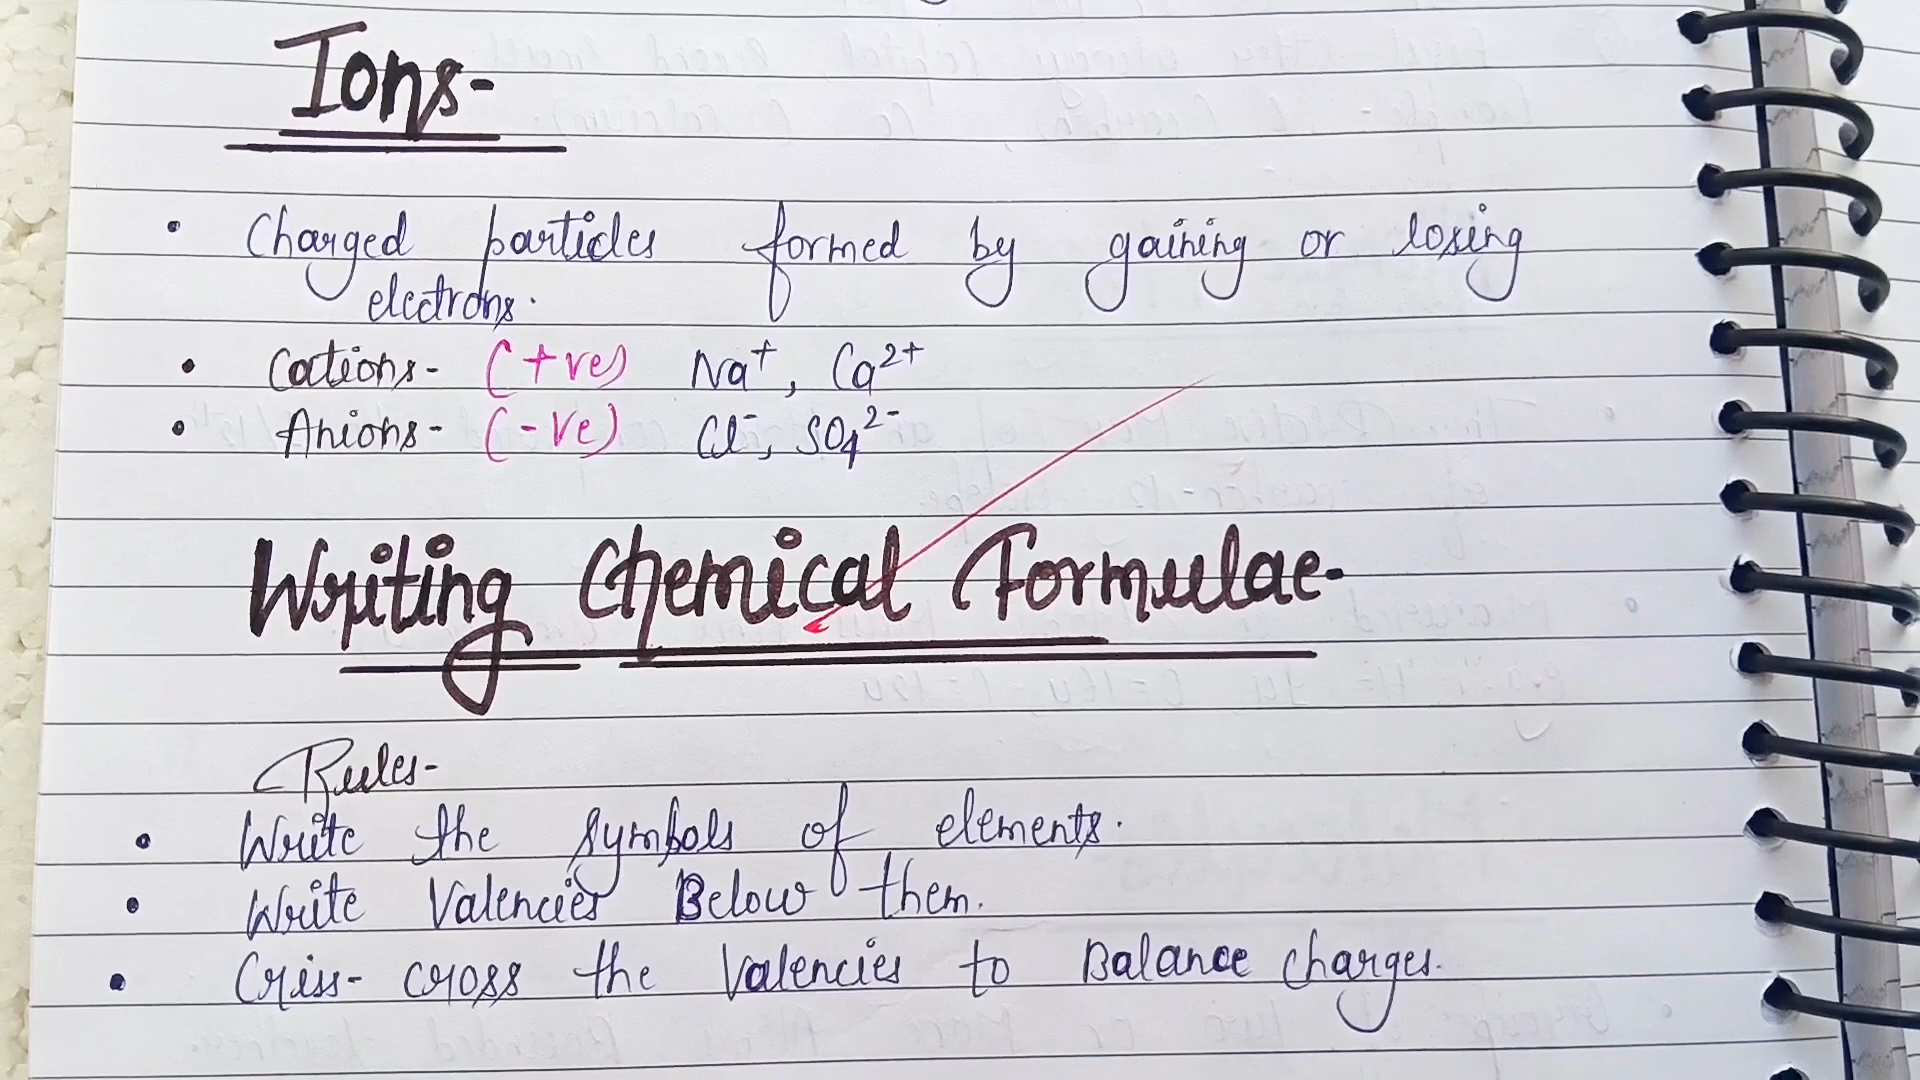 Ions-
• Charged particles formed by gaining or losing
electrons.
• Cations- (+ve) Na⁺, Ca²⁺
• Anions- (-ve) Cl⁻, SO₄²⁻
Writing Chemical Formulae-
Rules-
• Write the symbols of elements.
• Write Valencies Below them.
• Criss-cross the Valencies to Balance charges.